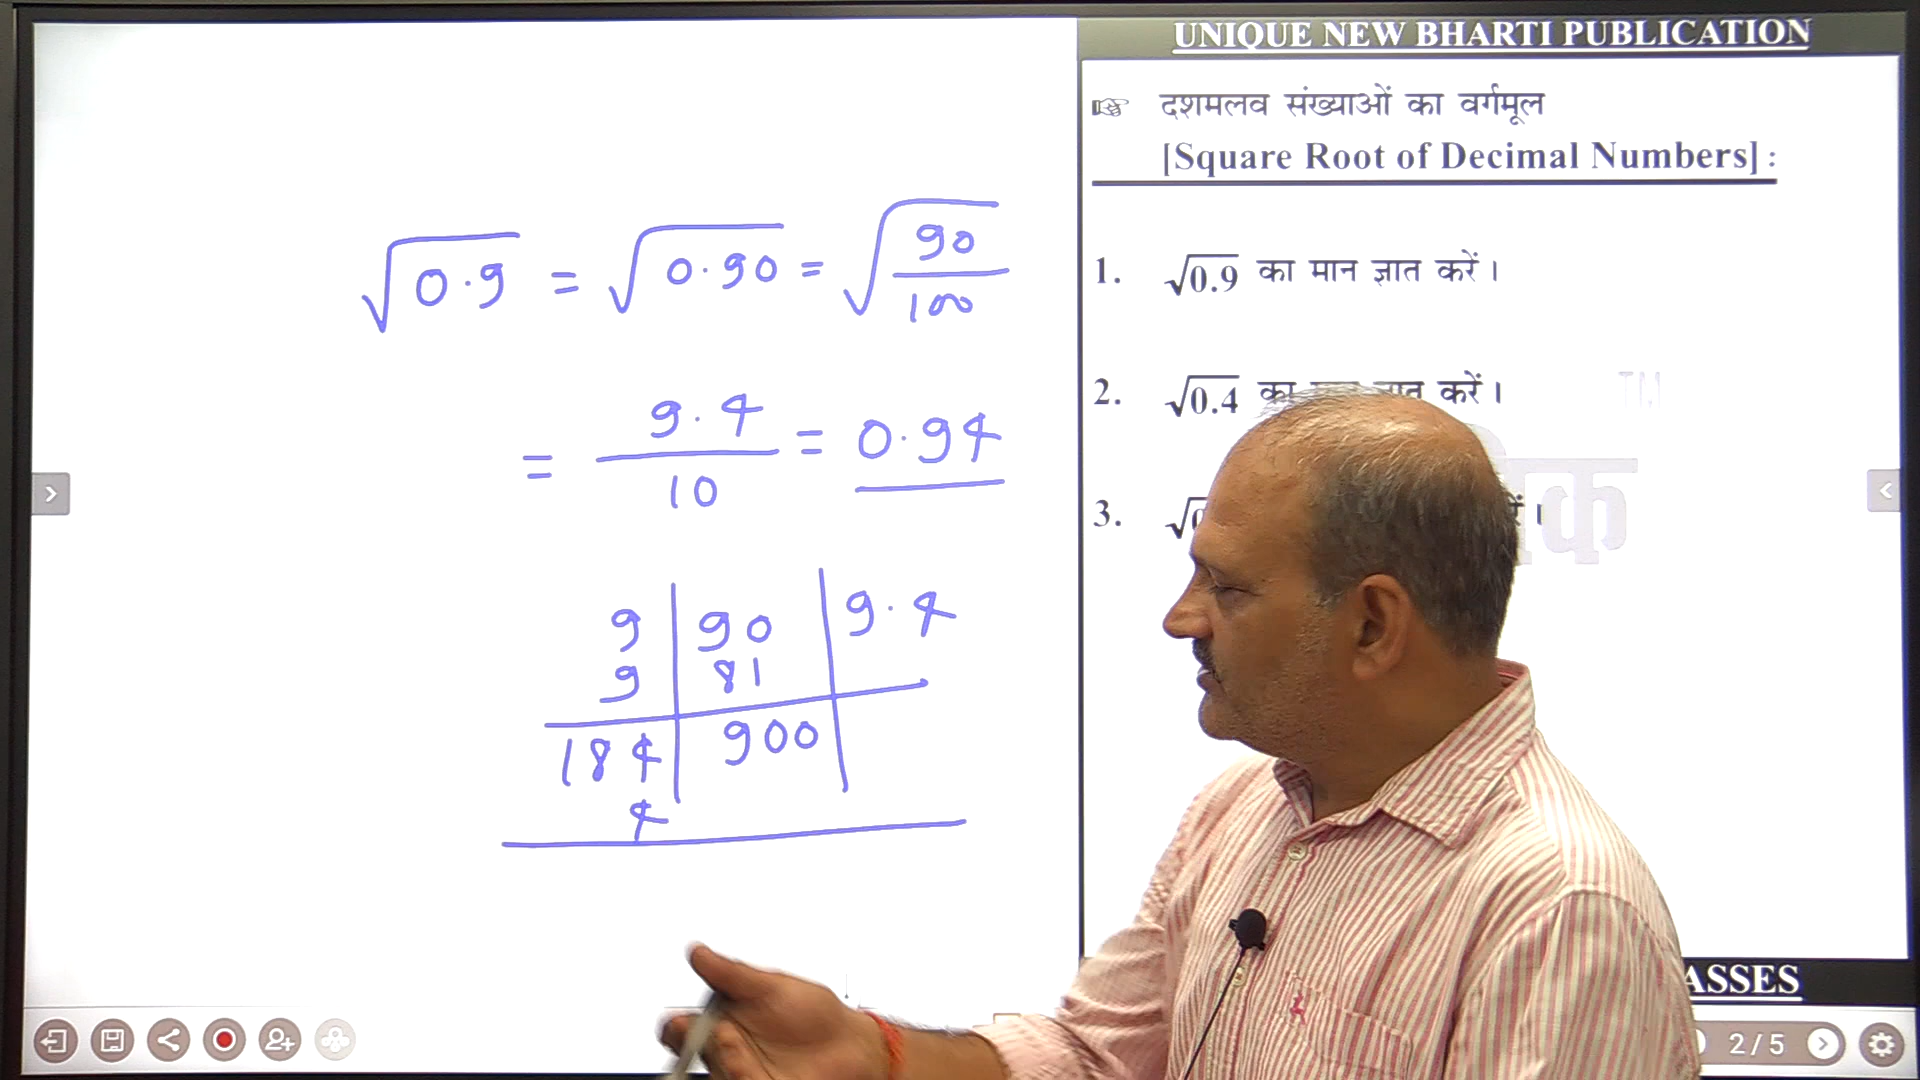 UNIQUE NEW BHARTI PUBLICATION
दशमलव संख्याओं का वर्गमूल
[Square Root of Decimal Numbers] :
1. √0.9 का मान ज्ञात करें ।
2. √0.4 का ज्ञात करें ।
3.
√0.9 = √0.90 = √90/100
= 9.4/10 = 0.94
9 | 90 | 9.4
9 | 81
184 | 900
4
ASSES
2/5